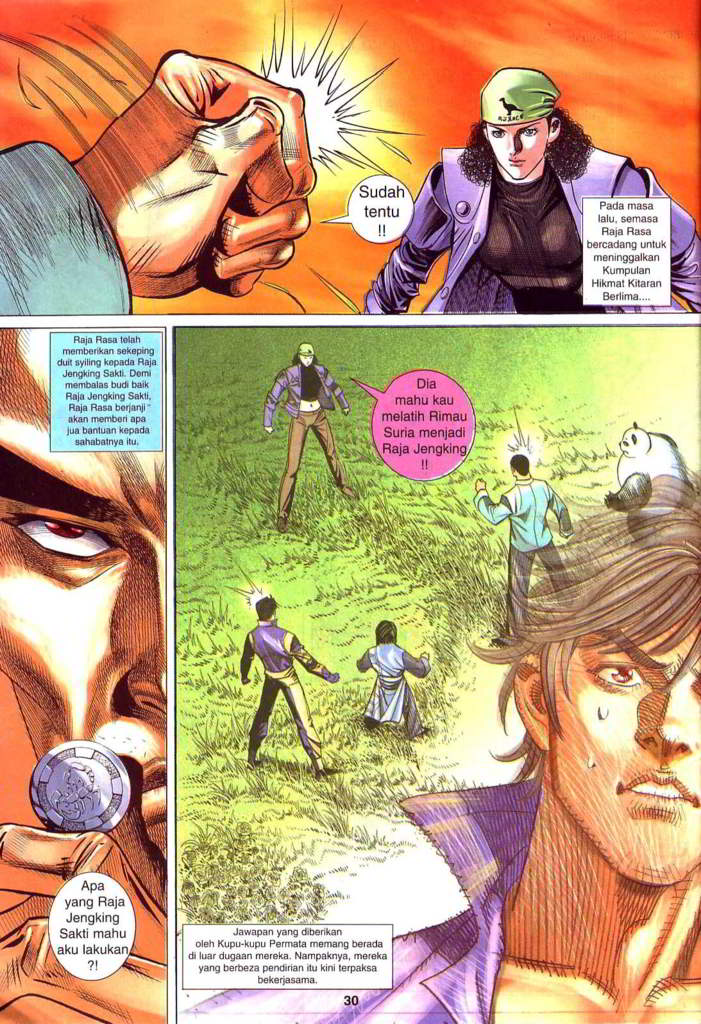 Sudah
tentu
!!
Pada masa
lalu, semasa
Raja Rasa
bercadang untuk
meninggalkan
Kumpulan
Hikmat Kitaran
Berlima....
Raja Rasa telah
memberikan sekeping
duit syiling kepada Raja
Jengking Sakti. Demi
membalas budi baik
Raja Jengking Sakti,
Raja Rasa berjanji
akan memberi apa
jua bantuan kepada
sahabatnya itu.
Dia
mahu kau
melatih Rimau
Suria menjadi
Raja Jengking
!!
Apa
yang Raja
Jengking
Sakti mahu
aku lakukan
?!
Jawapan yang diberikan
oleh Kupu-kupu Permata memang berada
di luar dugaan mereka. Nampaknya, mereka
yang berbeza pendirian itu kini terpaksa
bekerjasama.
30